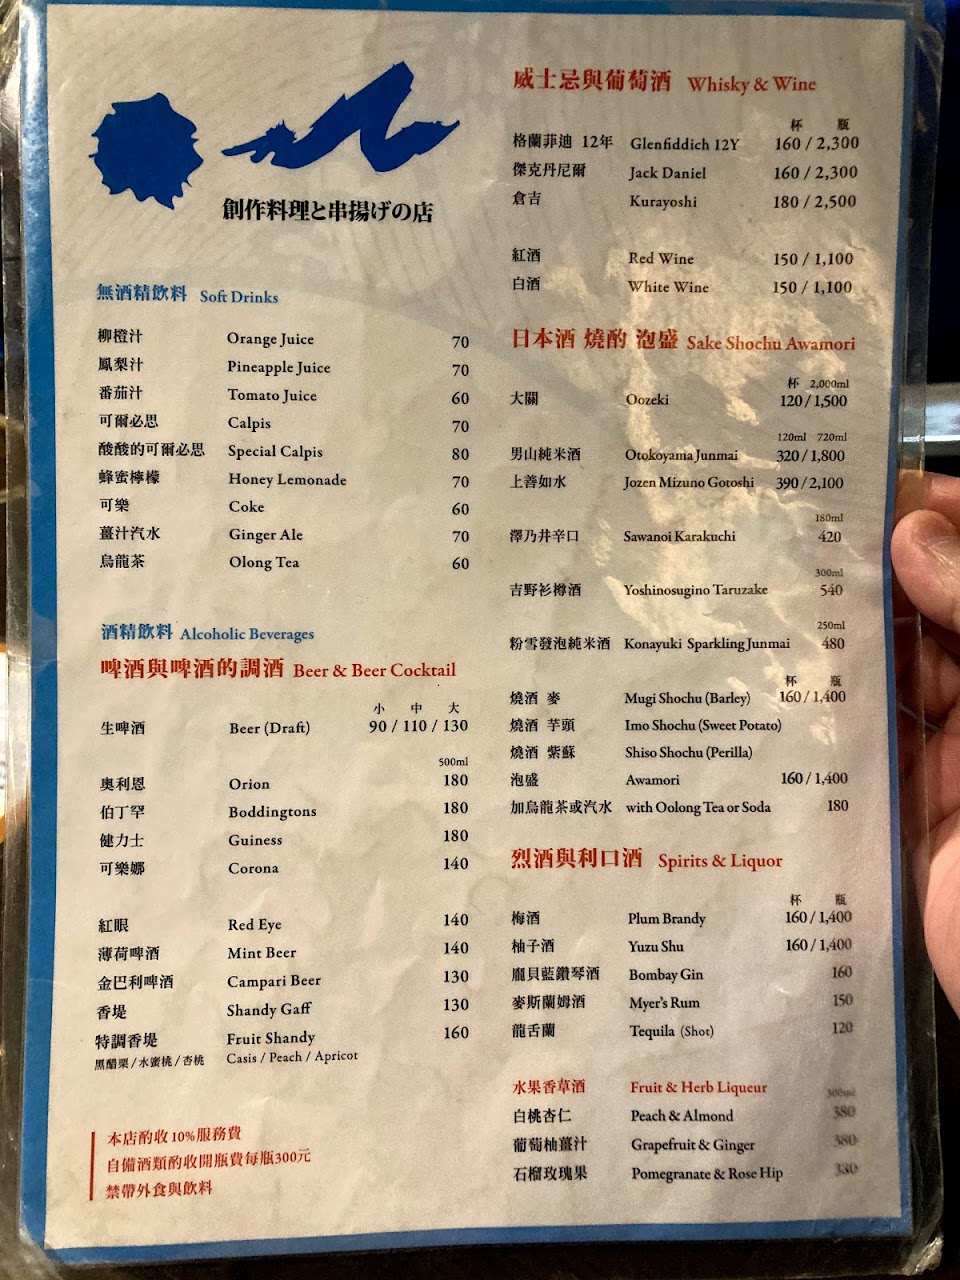 創作料理と串揚げの店
無酒精飲料 Soft Drinks
柳橙汁 Orange Juice 70
鳳梨汁 Pineapple Juice 70
番茄汁 Tomato Juice 60
可爾必思 Calpis 70
酸酸的可爾必思 Special Calpis 80
蜂蜜檸檬 Honey Lemonade 70
可樂 Coke 60
薑汁汽水 Ginger Ale 70
烏龍茶 Olong Tea 60
酒精飲料 Alcoholic Beverages
啤酒與啤酒的調酒 Beer & Beer Cocktail
小 中 大
生啤酒 Beer (Draft) 90 / 110 / 130
500ml
奧利恩 Orion 180
伯丁罕 Boddingtons 180
健力士 Guiness 180
可樂娜 Corona 140
紅眼 Red Eye 140
薄荷啤酒 Mint Beer 140
金巴利啤酒 Campari Beer 130
香堤 Shandy Gaff 130
特調香堤 Fruit Shandy 160
黑醋栗 / 水蜜桃 / 杏桃 Casis / Peach / Apricot
本店酌收10%服務費
自備酒類酌收開瓶費每瓶300元
禁帶外食與飲料
威士忌與葡萄酒 Whisky & Wine
杯 瓶
格蘭菲迪 12年 Glenfiddich 12Y 160 / 2,300
傑克丹尼爾 Jack Daniel 160 / 2,300
倉吉 Kurayoshi 180 / 2,500
紅酒 Red Wine 150 / 1,100
白酒 White Wine 150 / 1,100
日本酒 燒酌 泡盛 Sake Shochu Awamori
杯 2,000ml
大關 Oozeki 120 / 1,500
120ml 720ml
男山純米酒 Otokoyama Junmai 320 / 1,800
上善如水 Jozen Mizuno Gotoshi 390 / 2,100
180ml
澤乃井辛口 Sawanoi Karakuchi 420
300ml
吉野衫樽酒 Yoshinosugino Taruzake 540
250ml
粉雪發泡純米酒 Konayuki Sparkling Junmai 480
杯 瓶
燒酒 麥 Mugi Shochu (Barley) 160 / 1,400
燒酒 芋頭 Imo Shochu (Sweet Potato)
燒酒 紫蘇 Shiso Shochu (Perilla)
泡盛 Awamori 160 / 1,400
加烏龍茶或汽水 with Oolong Tea or Soda 180
烈酒與利口酒 Spirits & Liquor
杯 瓶
梅酒 Plum Brandy 160 / 1,400
柚子酒 Yuzu Shu 160 / 1,400
龐貝藍鑽琴酒 Bombay Gin 160
麥斯蘭姆酒 Myer's Rum 150
龍舌蘭 Tequila (Shot) 120
水果香草酒 Fruit & Herb Liqueur
300ml
白桃杏仁 Peach & Almond 380
葡萄柚薑汁 Grapefruit & Ginger 380
石榴玫瑰果 Pomegranate & Rose Hip 380